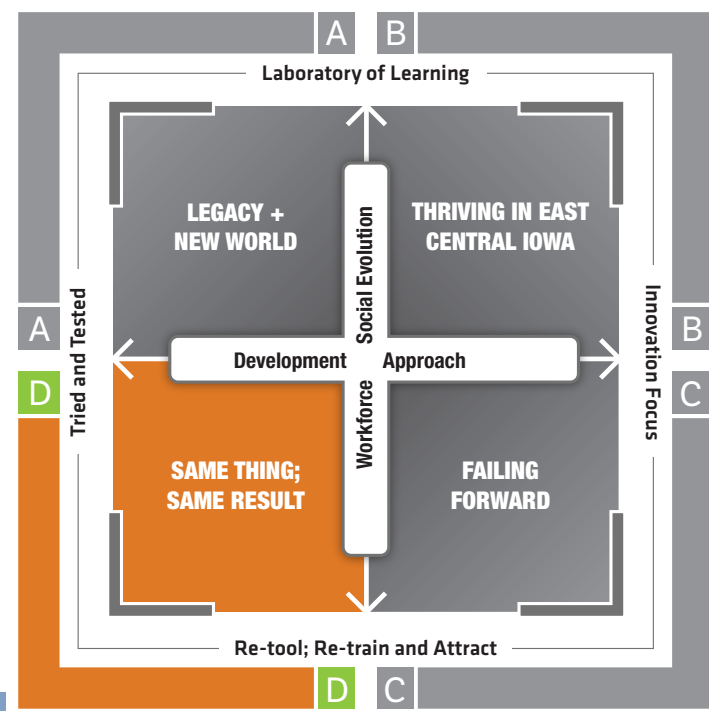 A B
Laboratory of Learning
LEGACY +
NEW WORLD
THRIVING IN EAST
CENTRAL IOWA
Workforce Social Evolution
Development Approach
Tried and Tested
Innovation Focus
A
B
D
C
SAME THING;
SAME RESULT
FAILING
FORWARD
Re-tool; Re-train and Attract
D C